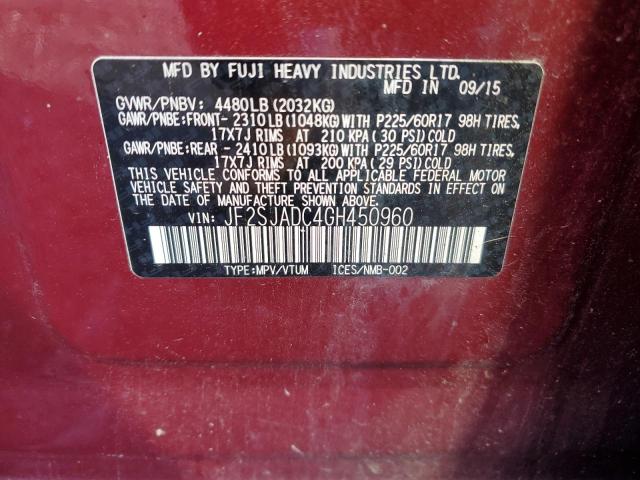 MFD BY FUJI HEAVY INDUSTRIES LTD.
MFD IN 09/15
GVWR/PNBV: 4480LB (2032KG)
GAWR/PNBE:FRONT- 2310LB (1048KG)WITH P225/60R17 98H TIRES,
17X7J RIMS AT 210 KPA ( 30 PSI) COLD
GAWR/PNBE:REAR - 2410LB (1093KG)WITH P225/60R17 98H TIRES,
17X7J RIMS AT 200 KPA ( 29 PSI) COLD
THIS VEHICLE CONFORMS TO ALL APPLICABLE FEDERAL MOTOR
VEHICLE SAFETY AND THEFT PREVENTION STANDARDS IN EFFECT ON
THE DATE OF MANUFACTURE SHOWN ABOVE.
VIN: JF2SJADC4GH450960
TYPE:MPV/VTUM ICES/NMB-002